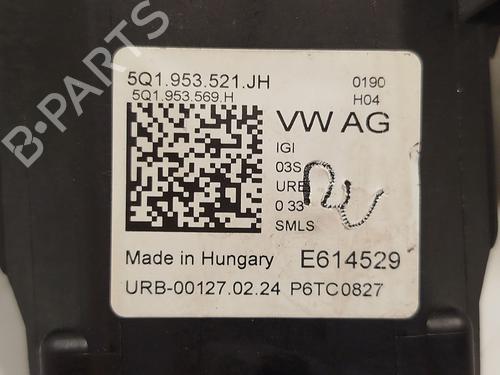 5Q1.953.521.JH 0190
5Q1.953.569.H H04
VW AG
IGI
03S
URE
0 33
SMLS
Made in Hungary E614529
URB-00127.02.24 P6TC0827
B-PARTS